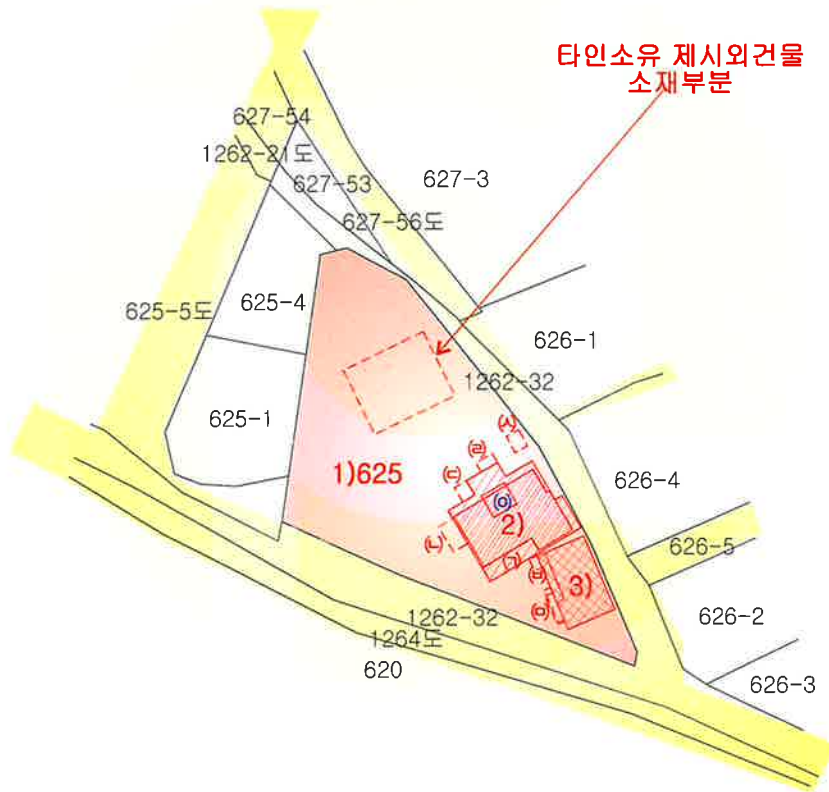 타인소유 제시외건물
소재부분
627-54
1262-21도
627-53
627-3
627-56도
625-5도
625-4
626-1
1262-32
625-1
(ㅅ)
(ㄹ)
(ㄷ)
1)625
626-4
(ㅇ)
2)
(ㄴ)
626-5
(ㄱ)
(ㅂ)
3)
(ㅁ)
1262-32
626-2
1264도
620
626-3